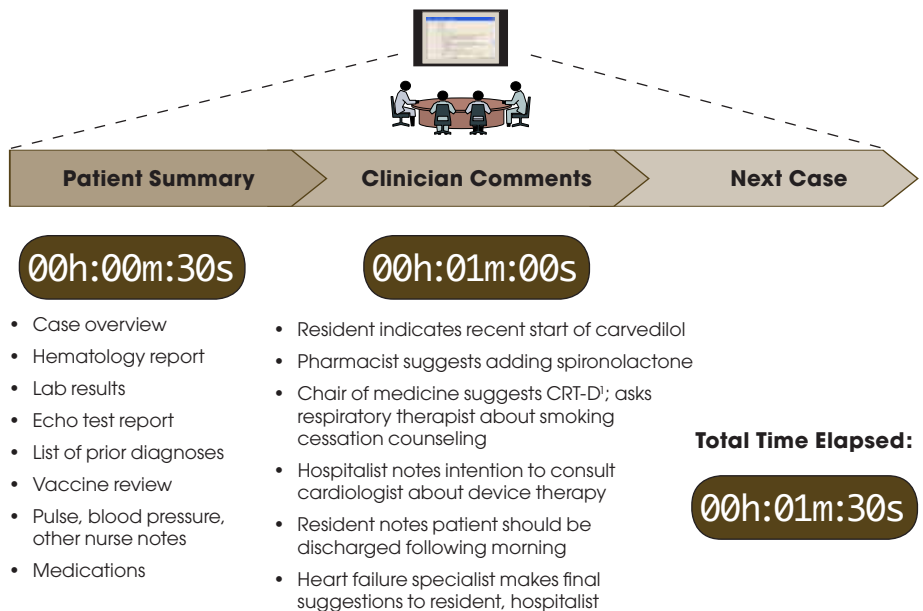 Patient Summary
Clinician Comments
Next Case
00h:00m:30s
• Case overview
• Hematology report
• Lab results
• Echo test report
• List of prior diagnoses
• Vaccine review
• Pulse, blood pressure,
other nurse notes
• Medications
00h:01m:00s
• Resident indicates recent start of carvedilol
• Pharmacist suggests adding spironolactone
• Chair of medicine suggests CRT-D¹; asks
respiratory therapist about smoking
cessation counseling
• Hospitalist notes intention to consult
cardiologist about device therapy
• Resident notes patient should be
discharged following morning
• Heart failure specialist makes final
suggestions to resident, hospitalist
Total Time Elapsed:
00h:01m:30s